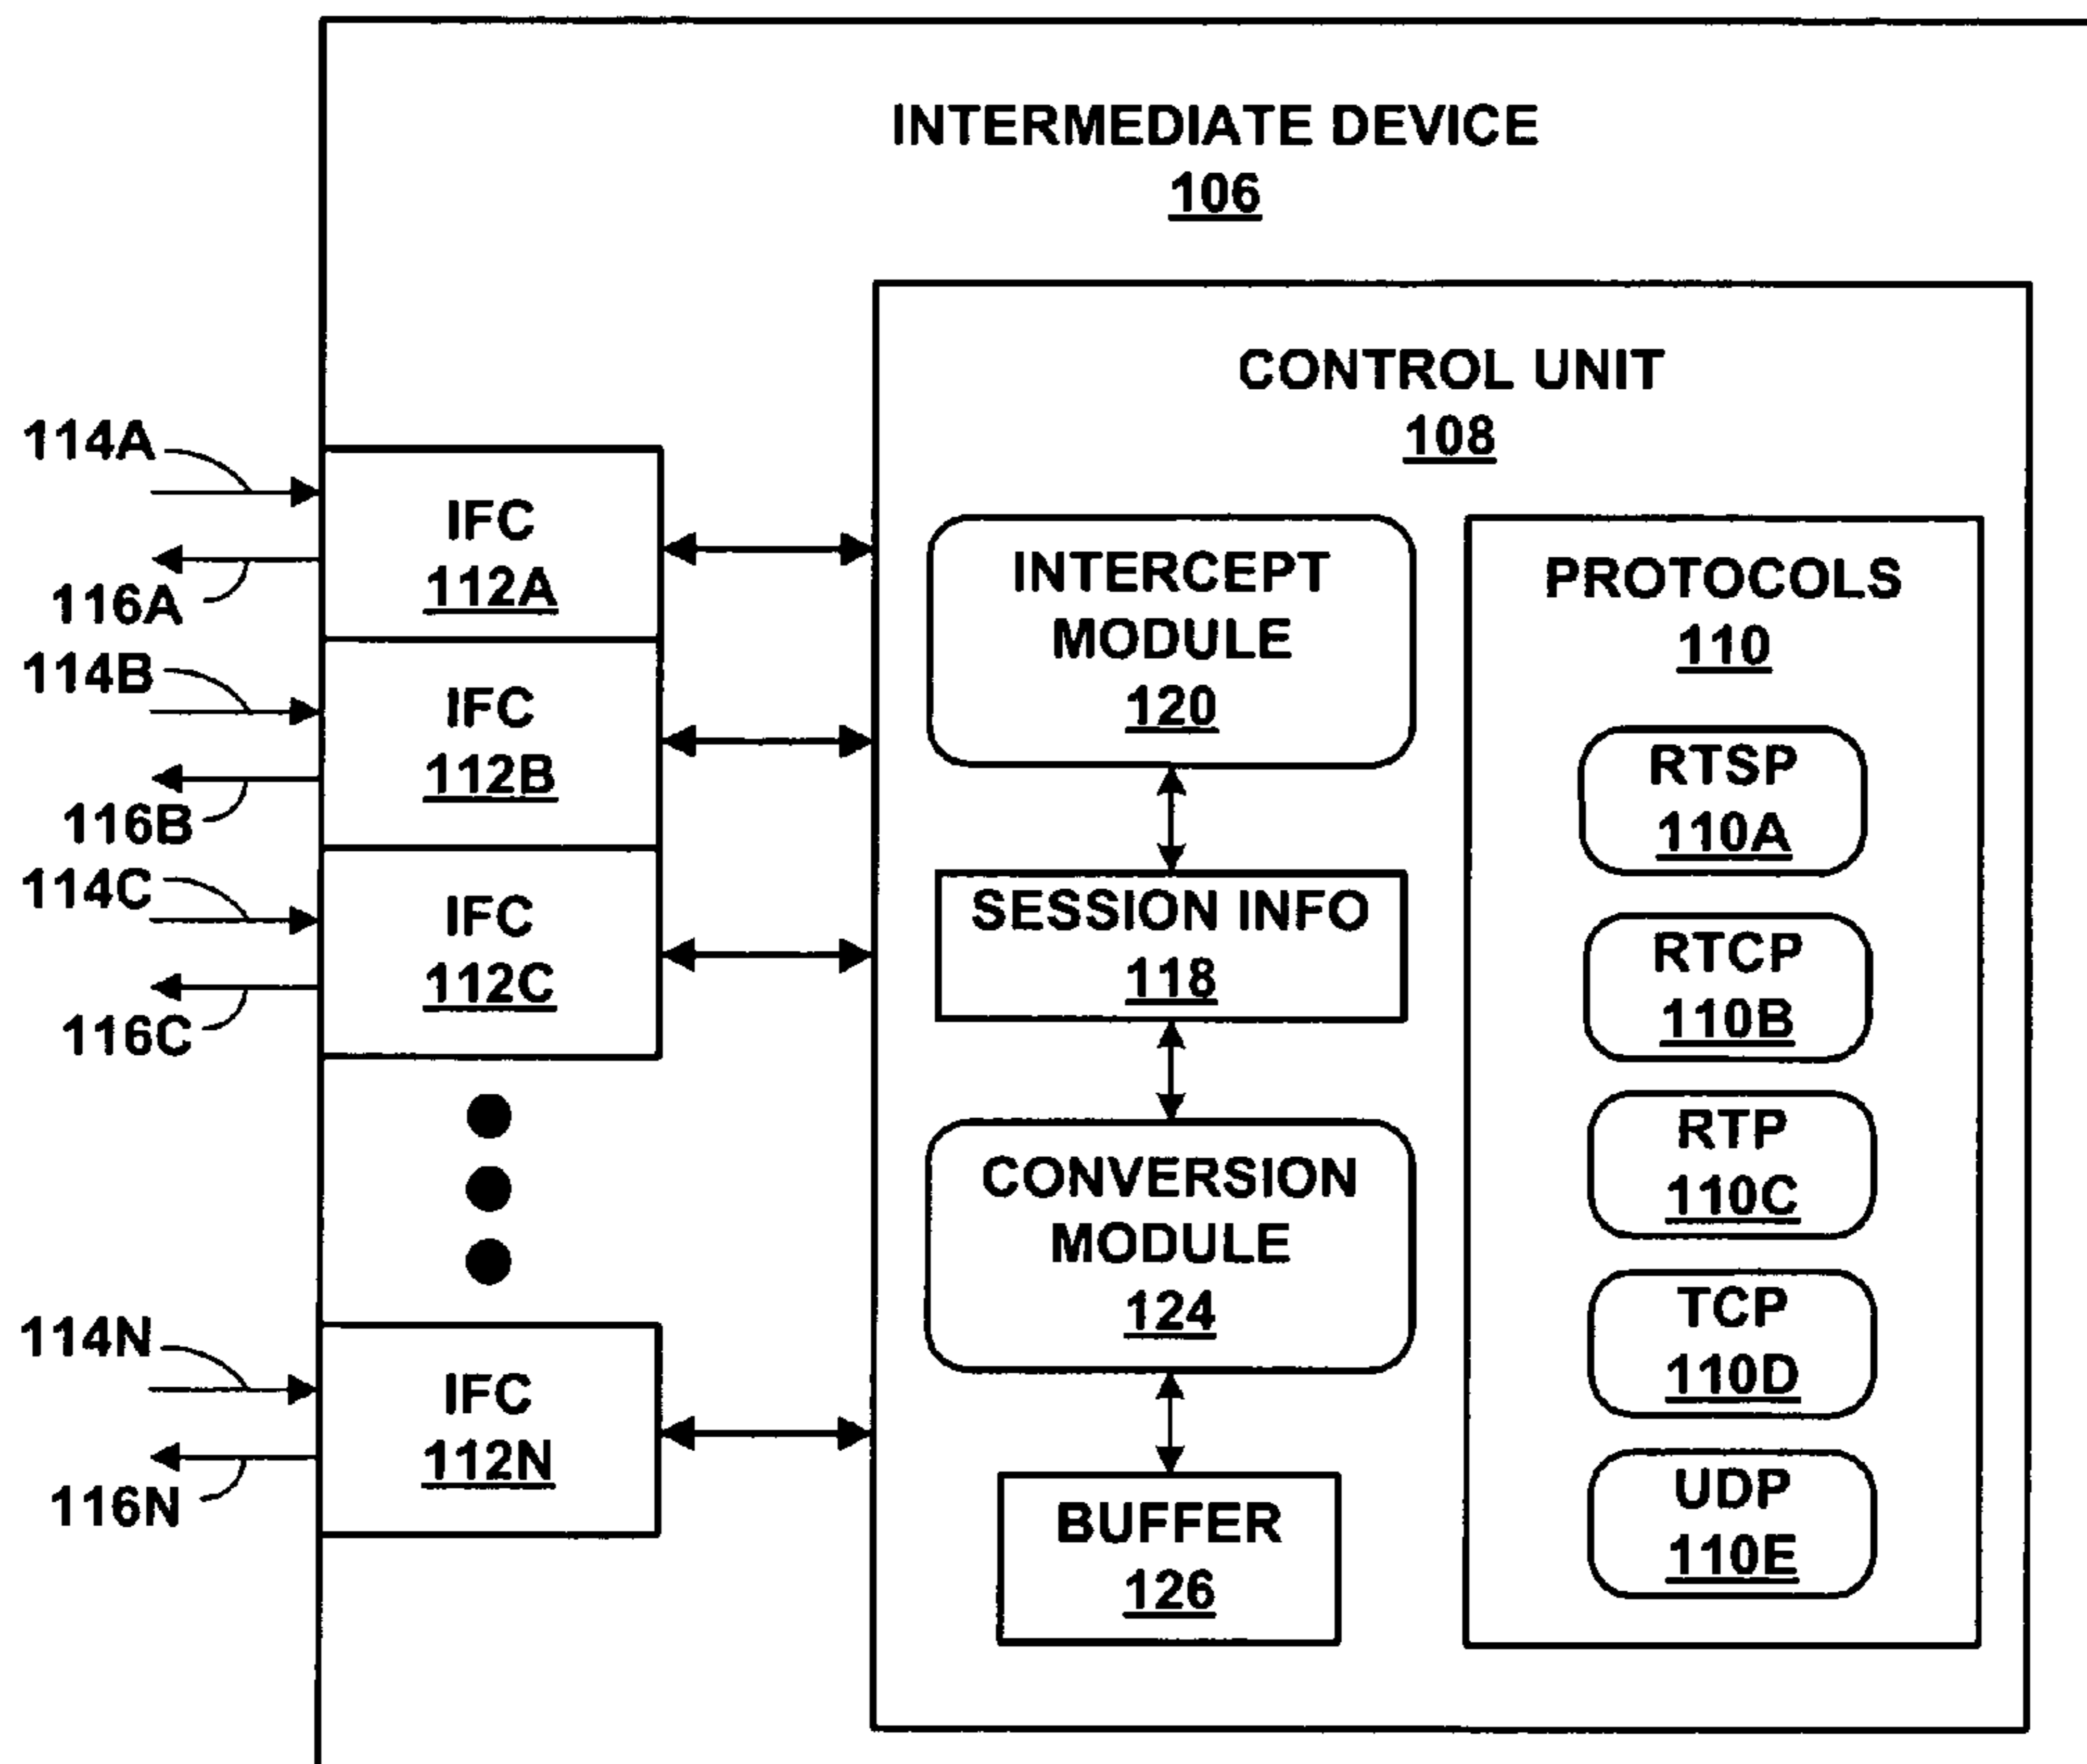 INTERMEDIATE DEVICE
106
CONTROL UNIT
108
114A
116A
114B
116B
114C
116C
114N
116N
IFC
112A
IFC
112B
IFC
112C
IFC
112N
INTERCEPT
MODULE
120
SESSION INFO
118
CONVERSION
MODULE
124
BUFFER
126
PROTOCOLS
110
RTSP
110A
RTCP
110B
RTP
110C
TCP
110D
UDP
110E